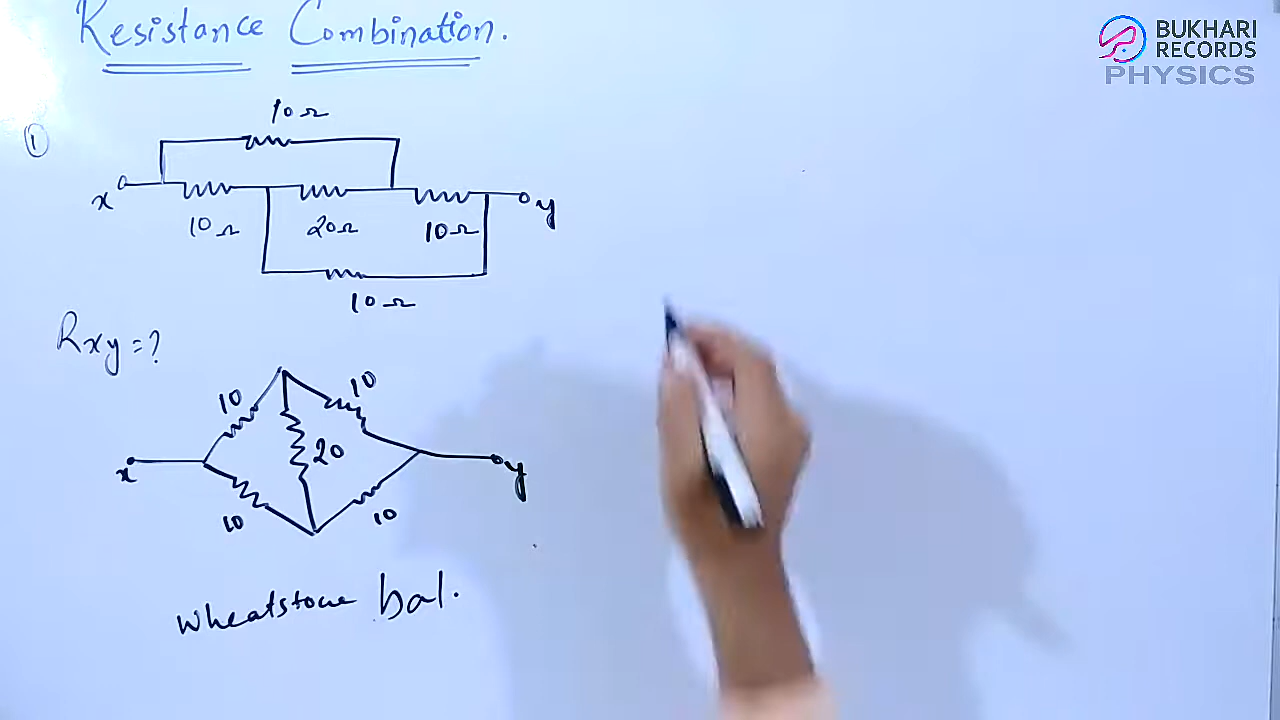 Resistance Combination.
BUKHARI
RECORDS
PHYSICS
1
10Ω
x
y
10Ω
20Ω
10Ω
10Ω
Rxy=?
10
10
20
x
y
10
10
wheatstone bal.